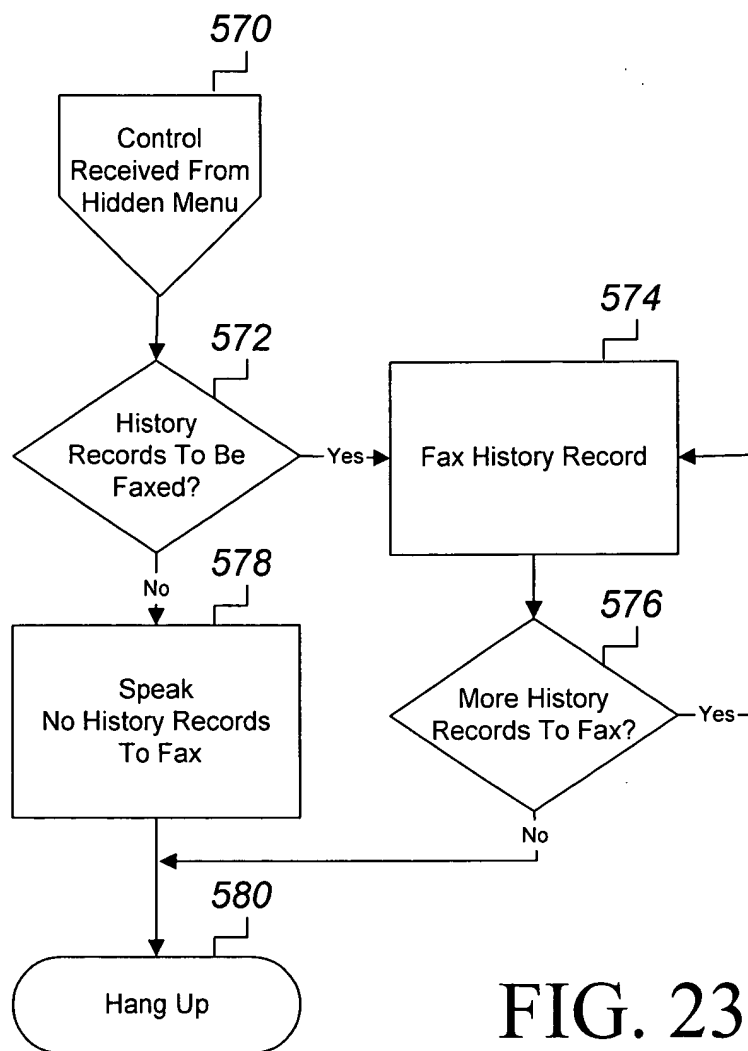 570
Control
Received From
Hidden Menu
572
History
Records To Be
Faxed?
Yes
574
Fax History Record
No
578
Speak
No History Records
To Fax
576
More History
Records To Fax?
Yes
No
580
Hang Up
FIG. 23